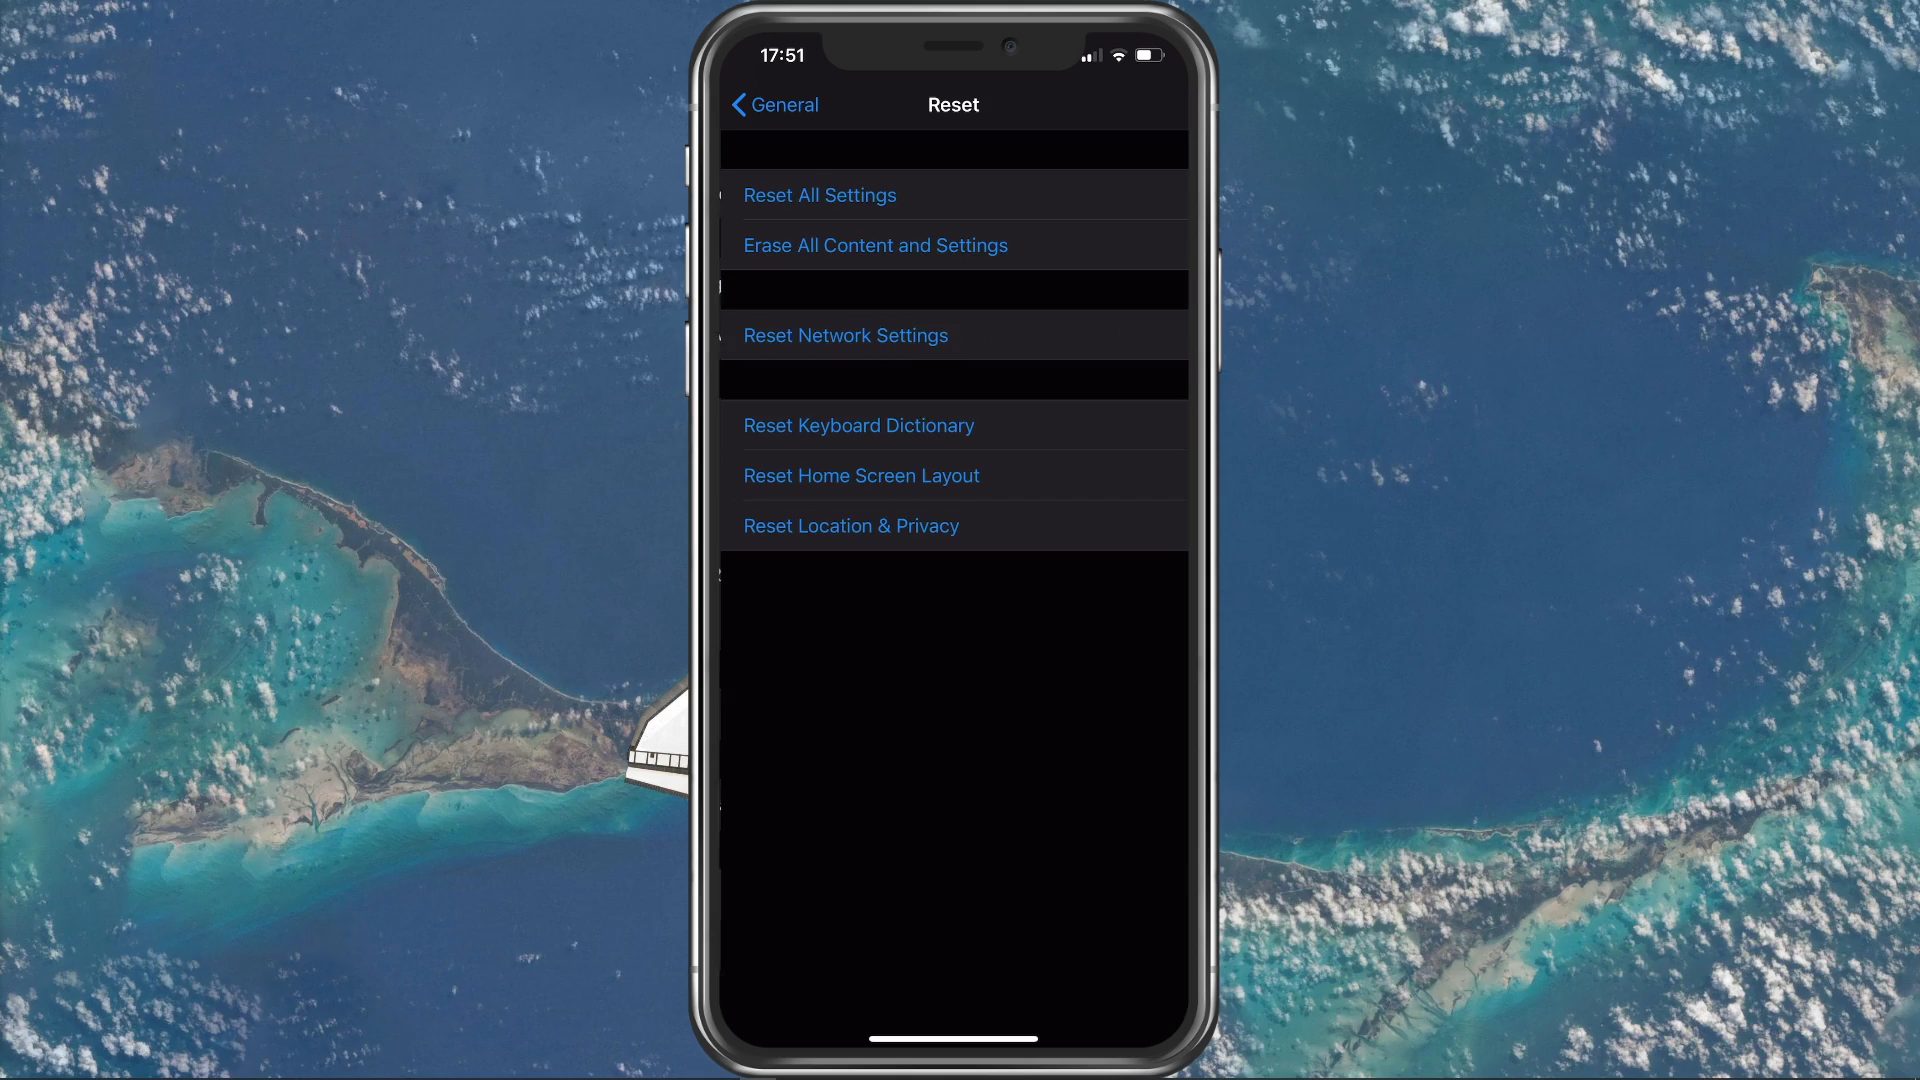 17:51
General
Reset
Reset All Settings
Erase All Content and Settings
Reset Network Settings
Reset Keyboard Dictionary
Reset Home Screen Layout
Reset Location & Privacy